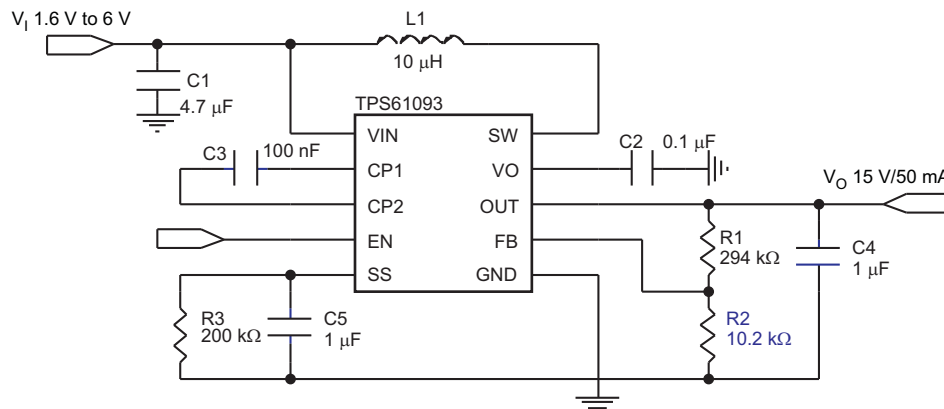 V_I 1.6 V to 6 V
L1
10 μH
C1
4.7 μF
TPS61093
VIN
SW
C3
100 nF
CP1
VO
C2
0.1 μF
CP2
OUT
V_O 15 V/50 mA
EN
FB
R1
294 kΩ
C4
1 μF
SS
GND
R3
200 kΩ
C5
1 μF
R2
10.2 kΩ